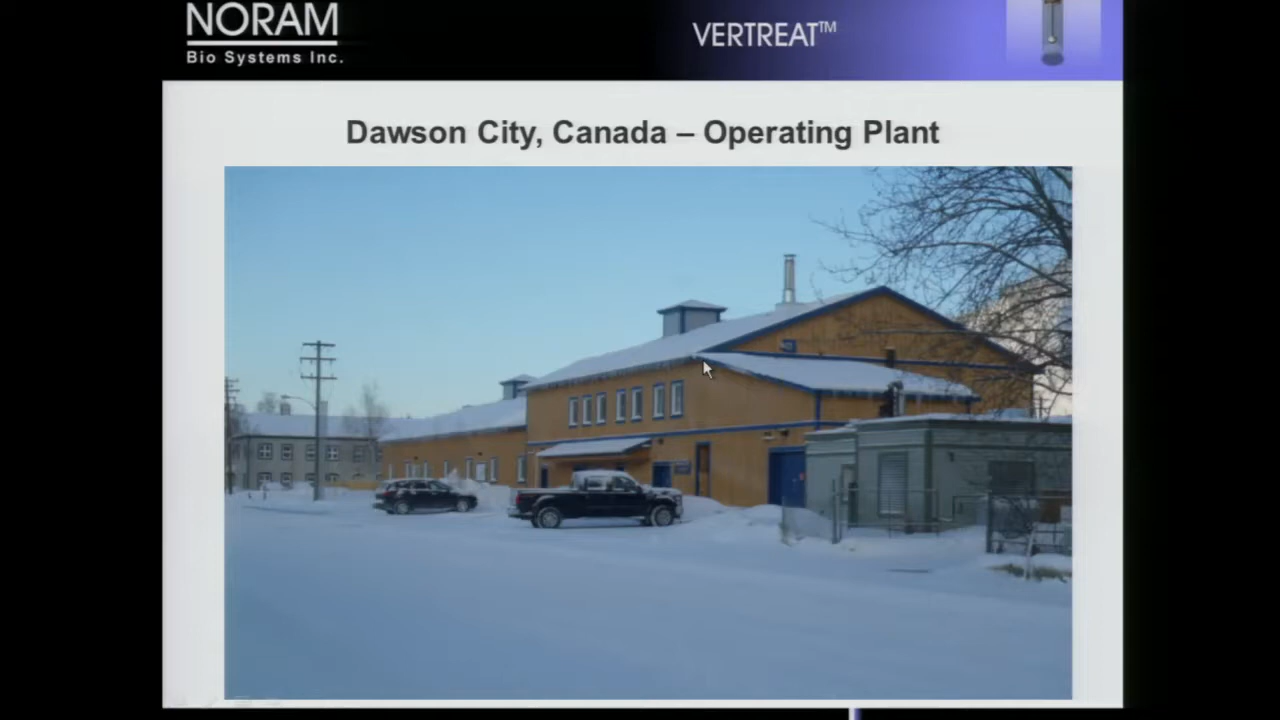 NORAM
Bio Systems Inc.
VERTREAT™
Dawson City, Canada – Operating Plant